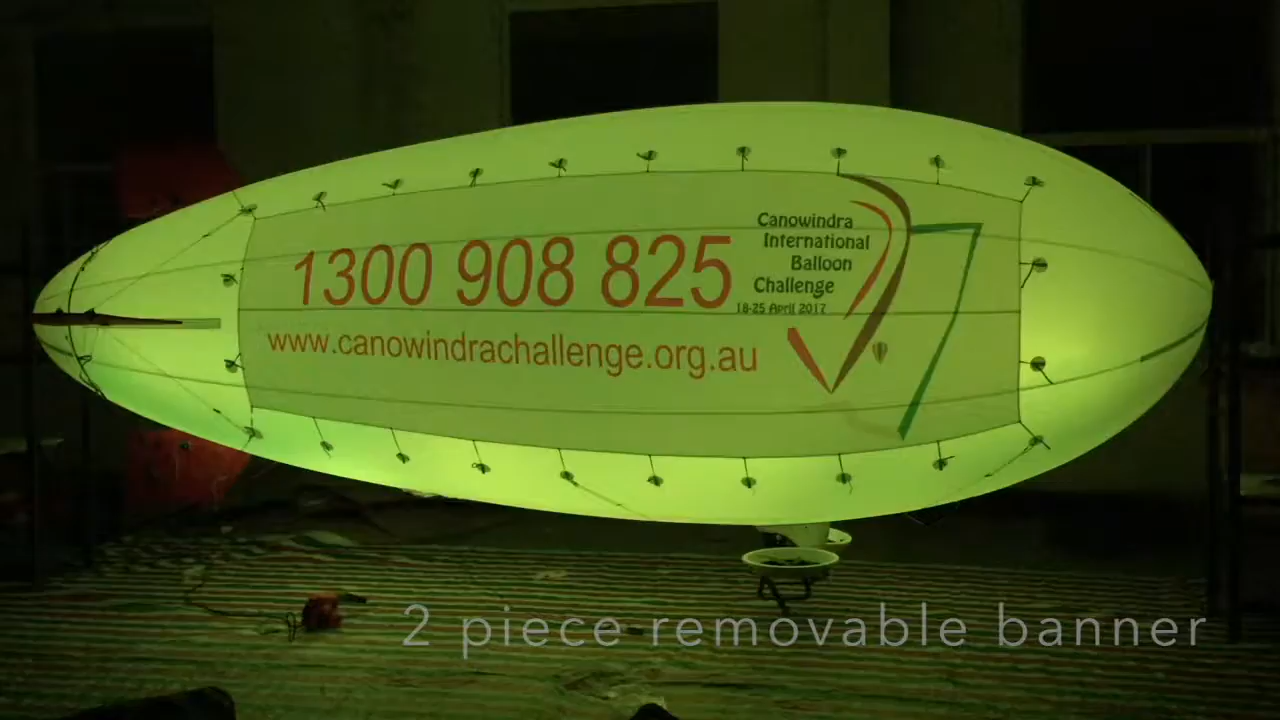 1300 908 825
www.canowindrachallenge.org.au
Canowindra
International
Balloon
Challenge
18-25 April 2017
2 piece removable banner